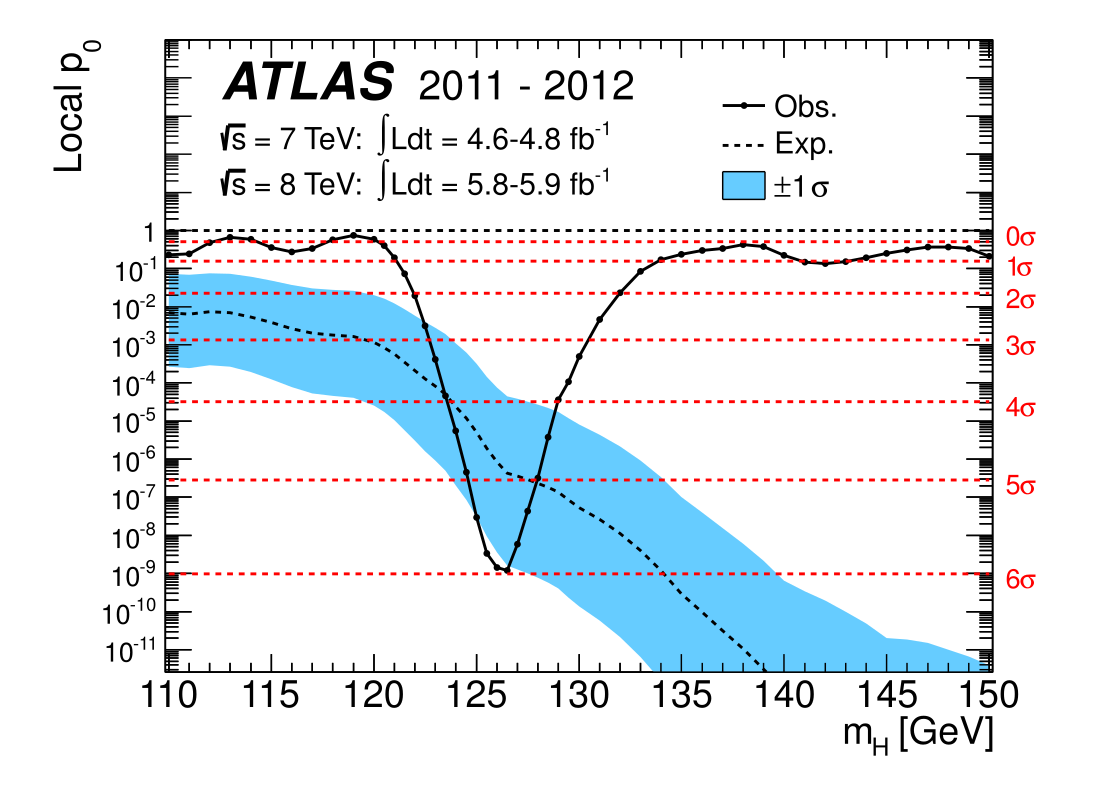 Local p0
ATLAS 2011 - 2012
√s = 7 TeV: ∫Ldt = 4.6-4.8 fb⁻¹
√s = 8 TeV: ∫Ldt = 5.8-5.9 fb⁻¹
Obs.
Exp.
±1 σ
1
10⁻¹
10⁻²
10⁻³
10⁻⁴
10⁻⁵
10⁻⁶
10⁻⁷
10⁻⁸
10⁻⁹
10⁻¹⁰
10⁻¹¹
0σ
1σ
2σ
3σ
4σ
5σ
6σ
110 115 120 125 130 135 140 145 150
mH [GeV]